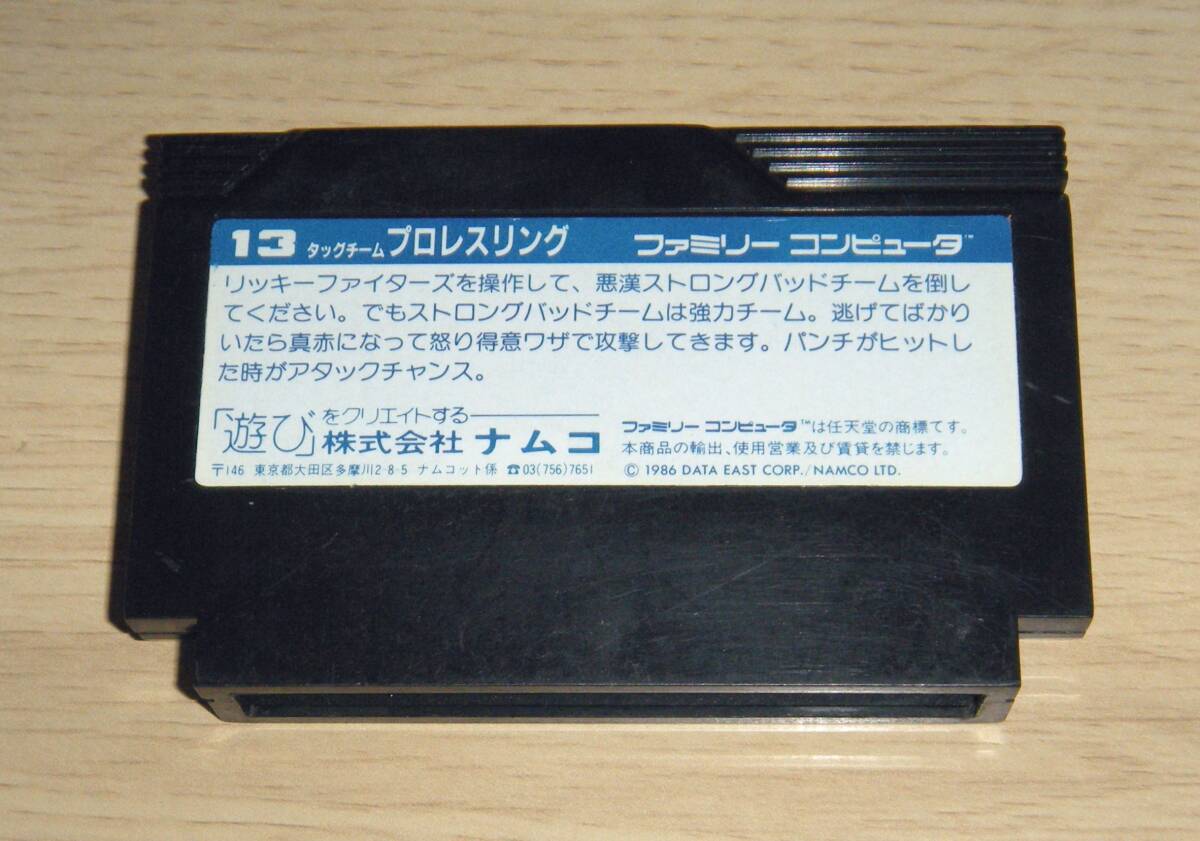 13 タッグチーム プロレスリング ファミリー コンピュータ™
リッキーファイターズを操作して、悪漢ストロングバッドチームを倒し
てください。でもストロングバッドチームは強力チーム。逃げてばかり
いたら真赤になって怒り得意ワザで攻撃してきます。パンチがヒットし
た時がアタックチャンス。
「遊び」をクリエイトする
株式会社 ナムコ
〒146 東京都大田区多摩川2-8-5 ナムコット係 ☎03(756)7651
ファミリー コンピュータ™は任天堂の商標です。
本商品の輸出、使用営業及び賃貸を禁じます。
© 1986 DATA EAST CORP./NAMCO LTD.